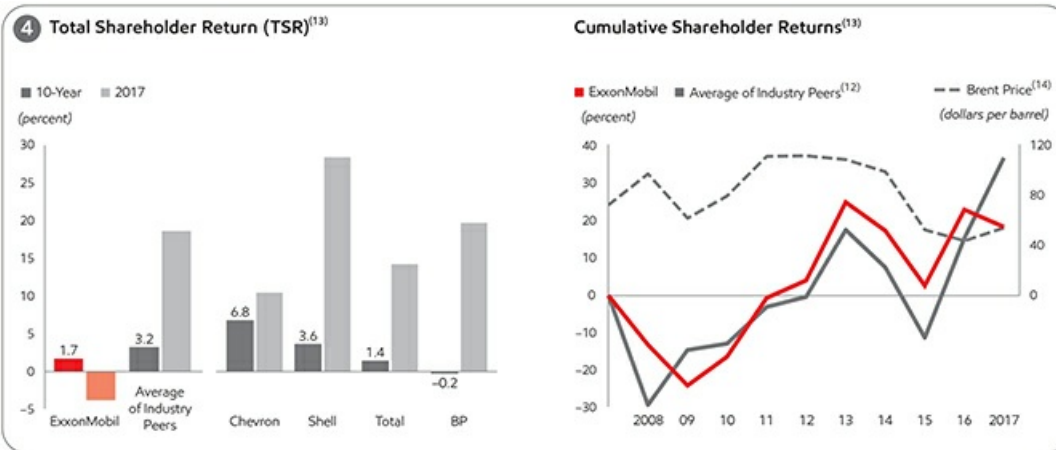 4 Total Shareholder Return (TSR)(13)
10-Year 2017
(percent)
30
25
20
15
10
5
0
-5
1.7
3.2
6.8
3.6
1.4
-0.2
ExxonMobil
Average
of Industry
Peers
Chevron
Shell
Total
BP
Cumulative Shareholder Returns(13)
ExxonMobil Average of Industry Peers(12) Brent Price(14)
(percent) (dollars per barrel)
40
30
20
10
0
-10
-20
-30
120
80
40
0
2008 09 10 11 12 13 14 15 16 2017